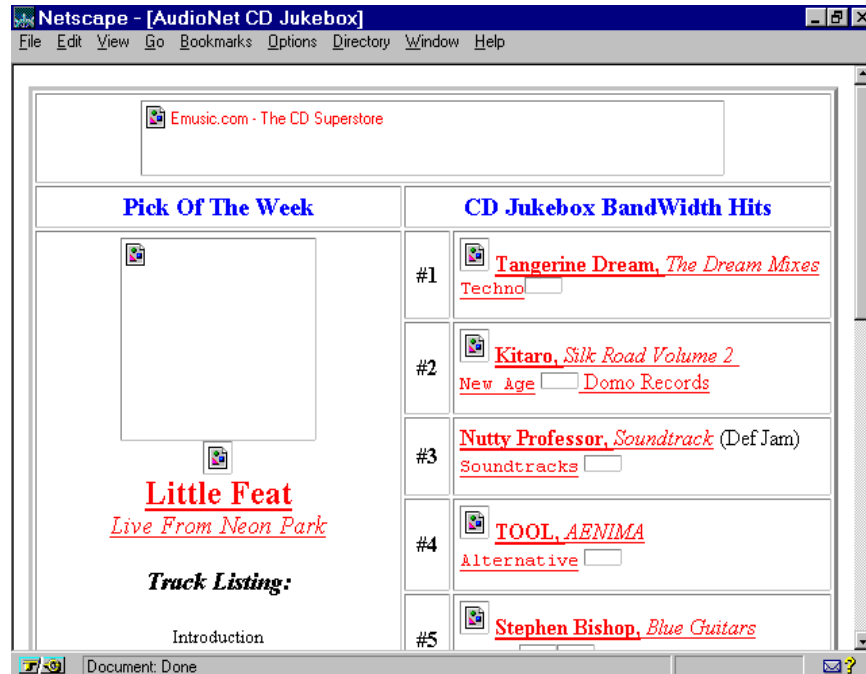 Netscape - [AudioNet CD Jukebox]
File Edit View Go Bookmarks Options Directory Window Help
Emusic.com - The CD Superstore
Pick Of The Week
CD Jukebox BandWidth Hits
#1
Tangerine Dream, The Dream Mixes
Techno
#2
Kitaro, Silk Road Volume 2
New Age Domo Records
#3
Nutty Professor, Soundtrack (Def Jam)
Soundtracks
#4
TOOL, AENIMA
Alternative
#5
Stephen Bishop, Blue Guitars
Little Feat
Live From Neon Park
Track Listing:
Introduction
Document: Done